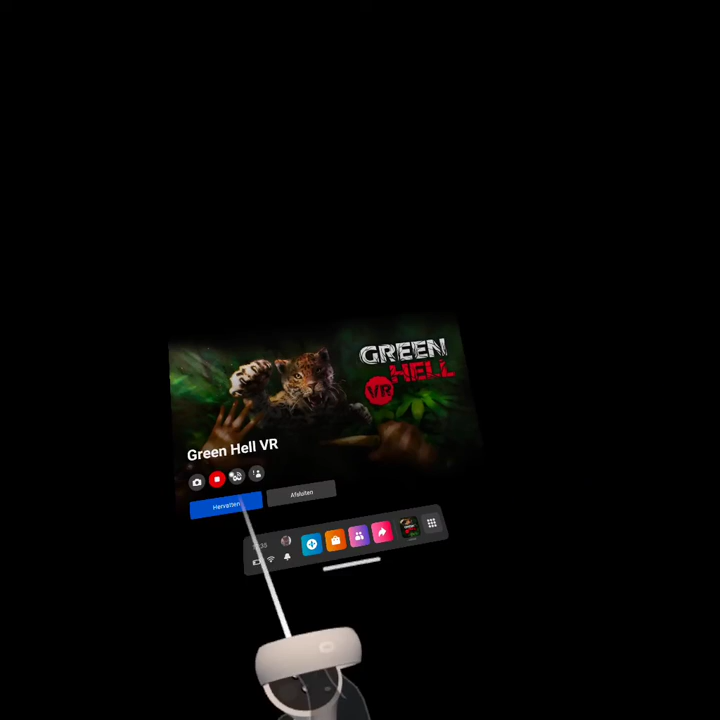 GREEN
HELL
VR
Green Hell VR
Hervatten
Afsluiten